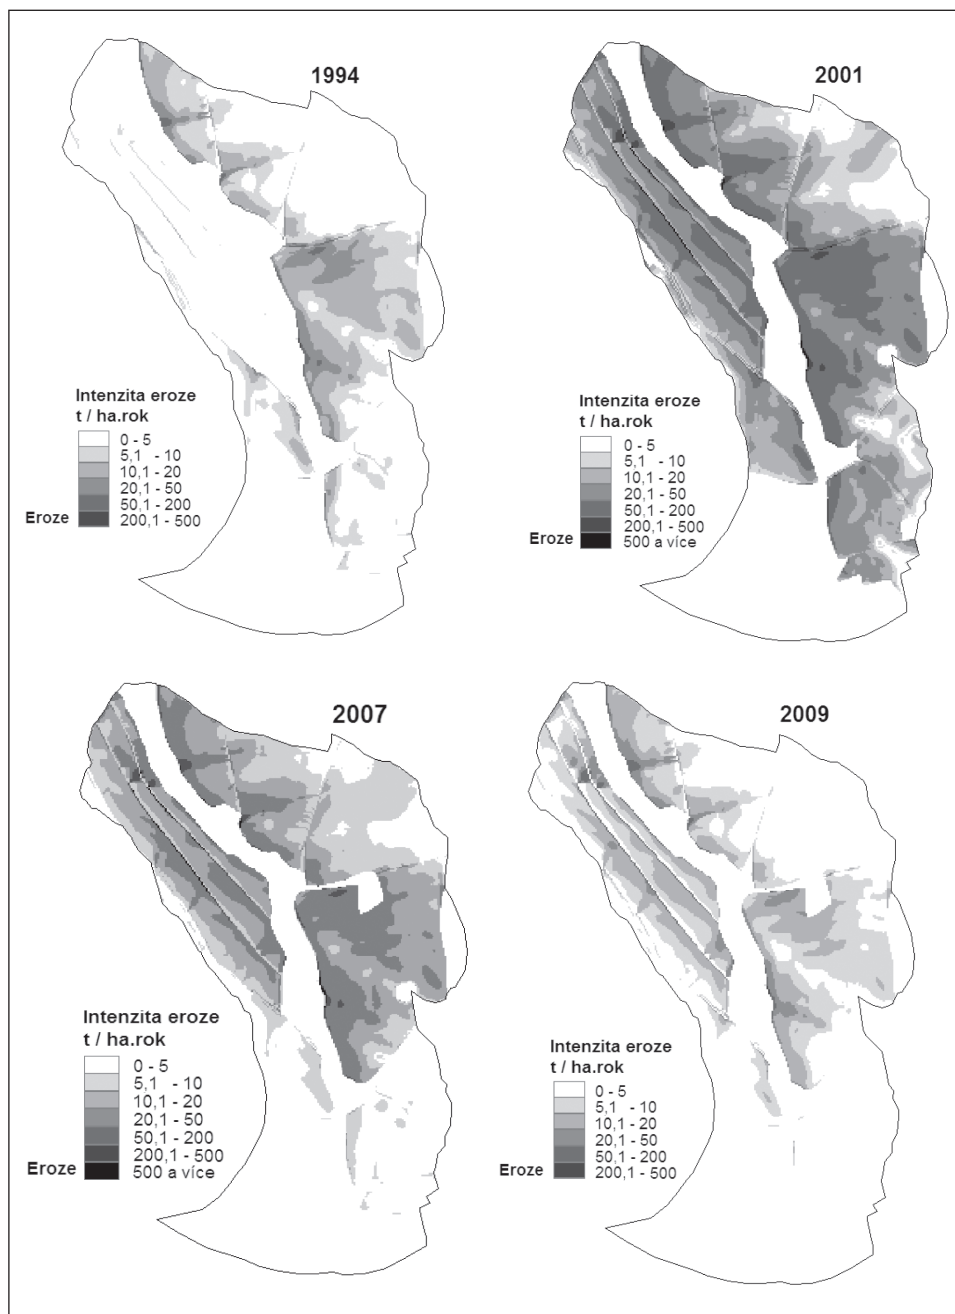 1994
Intenzita eroze
t / ha.rok
0 - 5
5,1 - 10
10,1 - 20
20,1 - 50
50,1 - 200
Eroze 200,1 - 500
2001
Intenzita eroze
t / ha.rok
0 - 5
5,1 - 10
10,1 - 20
20,1 - 50
50,1 - 200
200,1 - 500
Eroze 500 a více
2007
Intenzita eroze
t / ha.rok
0 - 5
5,1 - 10
10,1 - 20
20,1 - 50
50,1 - 200
200,1 - 500
Eroze 500 a více
2009
Intenzita eroze
t / ha.rok
0 - 5
5,1 - 10
10,1 - 20
20,1 - 50
50,1 - 200
Eroze 200,1 - 500